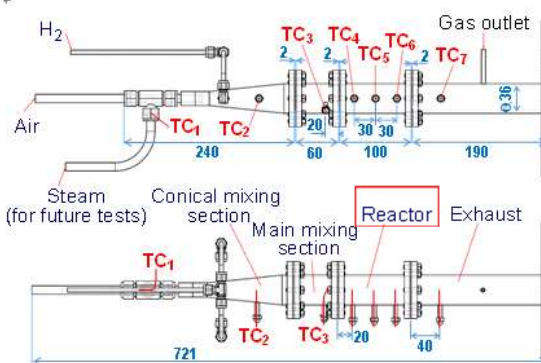 H2
TC3
TC4
TC6
Gas outlet
2
2
TC5
2
TC7
Φ.36
Air
TC1
TC2
20
30
30
240
60
100
190
Steam
(for future tests)
Conical mixing
section
Main mixing
section
Reactor
Exhaust
TC1
TC2
TC3
20
40
721